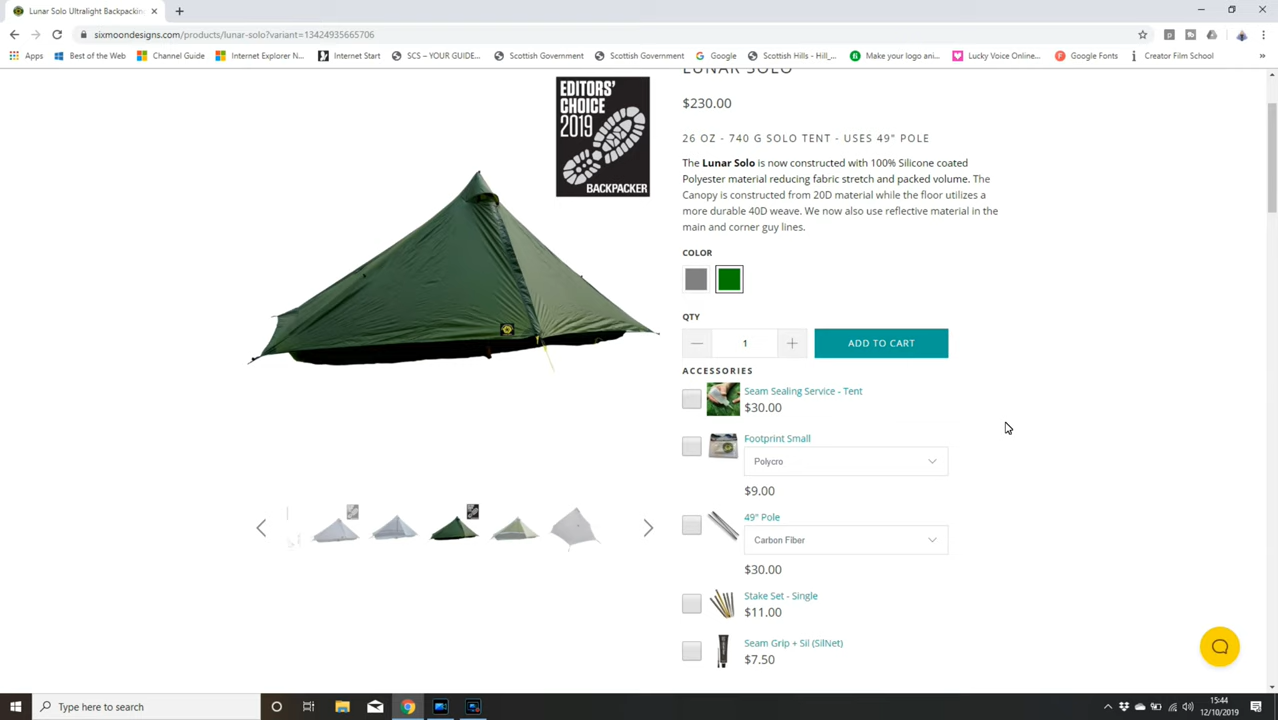 Lunar Solo Ultralight Backpackin
sixmoondesigns.com/products/lunar-solo?variant=13424935665706
Apps
Best of the Web
Channel Guide
Internet Explorer N...
Internet Start
SCS – YOUR GUIDE...
Scottish Government
Scottish Government
Google
Scottish Hills - Hill_...
Make your logo ani...
Lucky Voice Online...
Google Fonts
Creator Film School
LUNAR SOLO
EDITORS'
CHOICE
2019
BACKPACKER
$230.00
26 OZ - 740 G SOLO TENT - USES 49" POLE
The Lunar Solo is now constructed with 100% Silicone coated
Polyester material reducing fabric stretch and packed volume. The
Canopy is constructed from 20D material while the floor utilizes a
more durable 40D weave. We now also use reflective material in the
main and corner guy lines.
COLOR
QTY
1
ADD TO CART
ACCESSORIES
Seam Sealing Service - Tent
$30.00
Footprint Small
Polycro
$9.00
49" Pole
Carbon Fiber
$30.00
Stake Set - Single
$11.00
Seam Grip + Sil (SilNet)
$7.50
Type here to search
15:44
12/10/2019